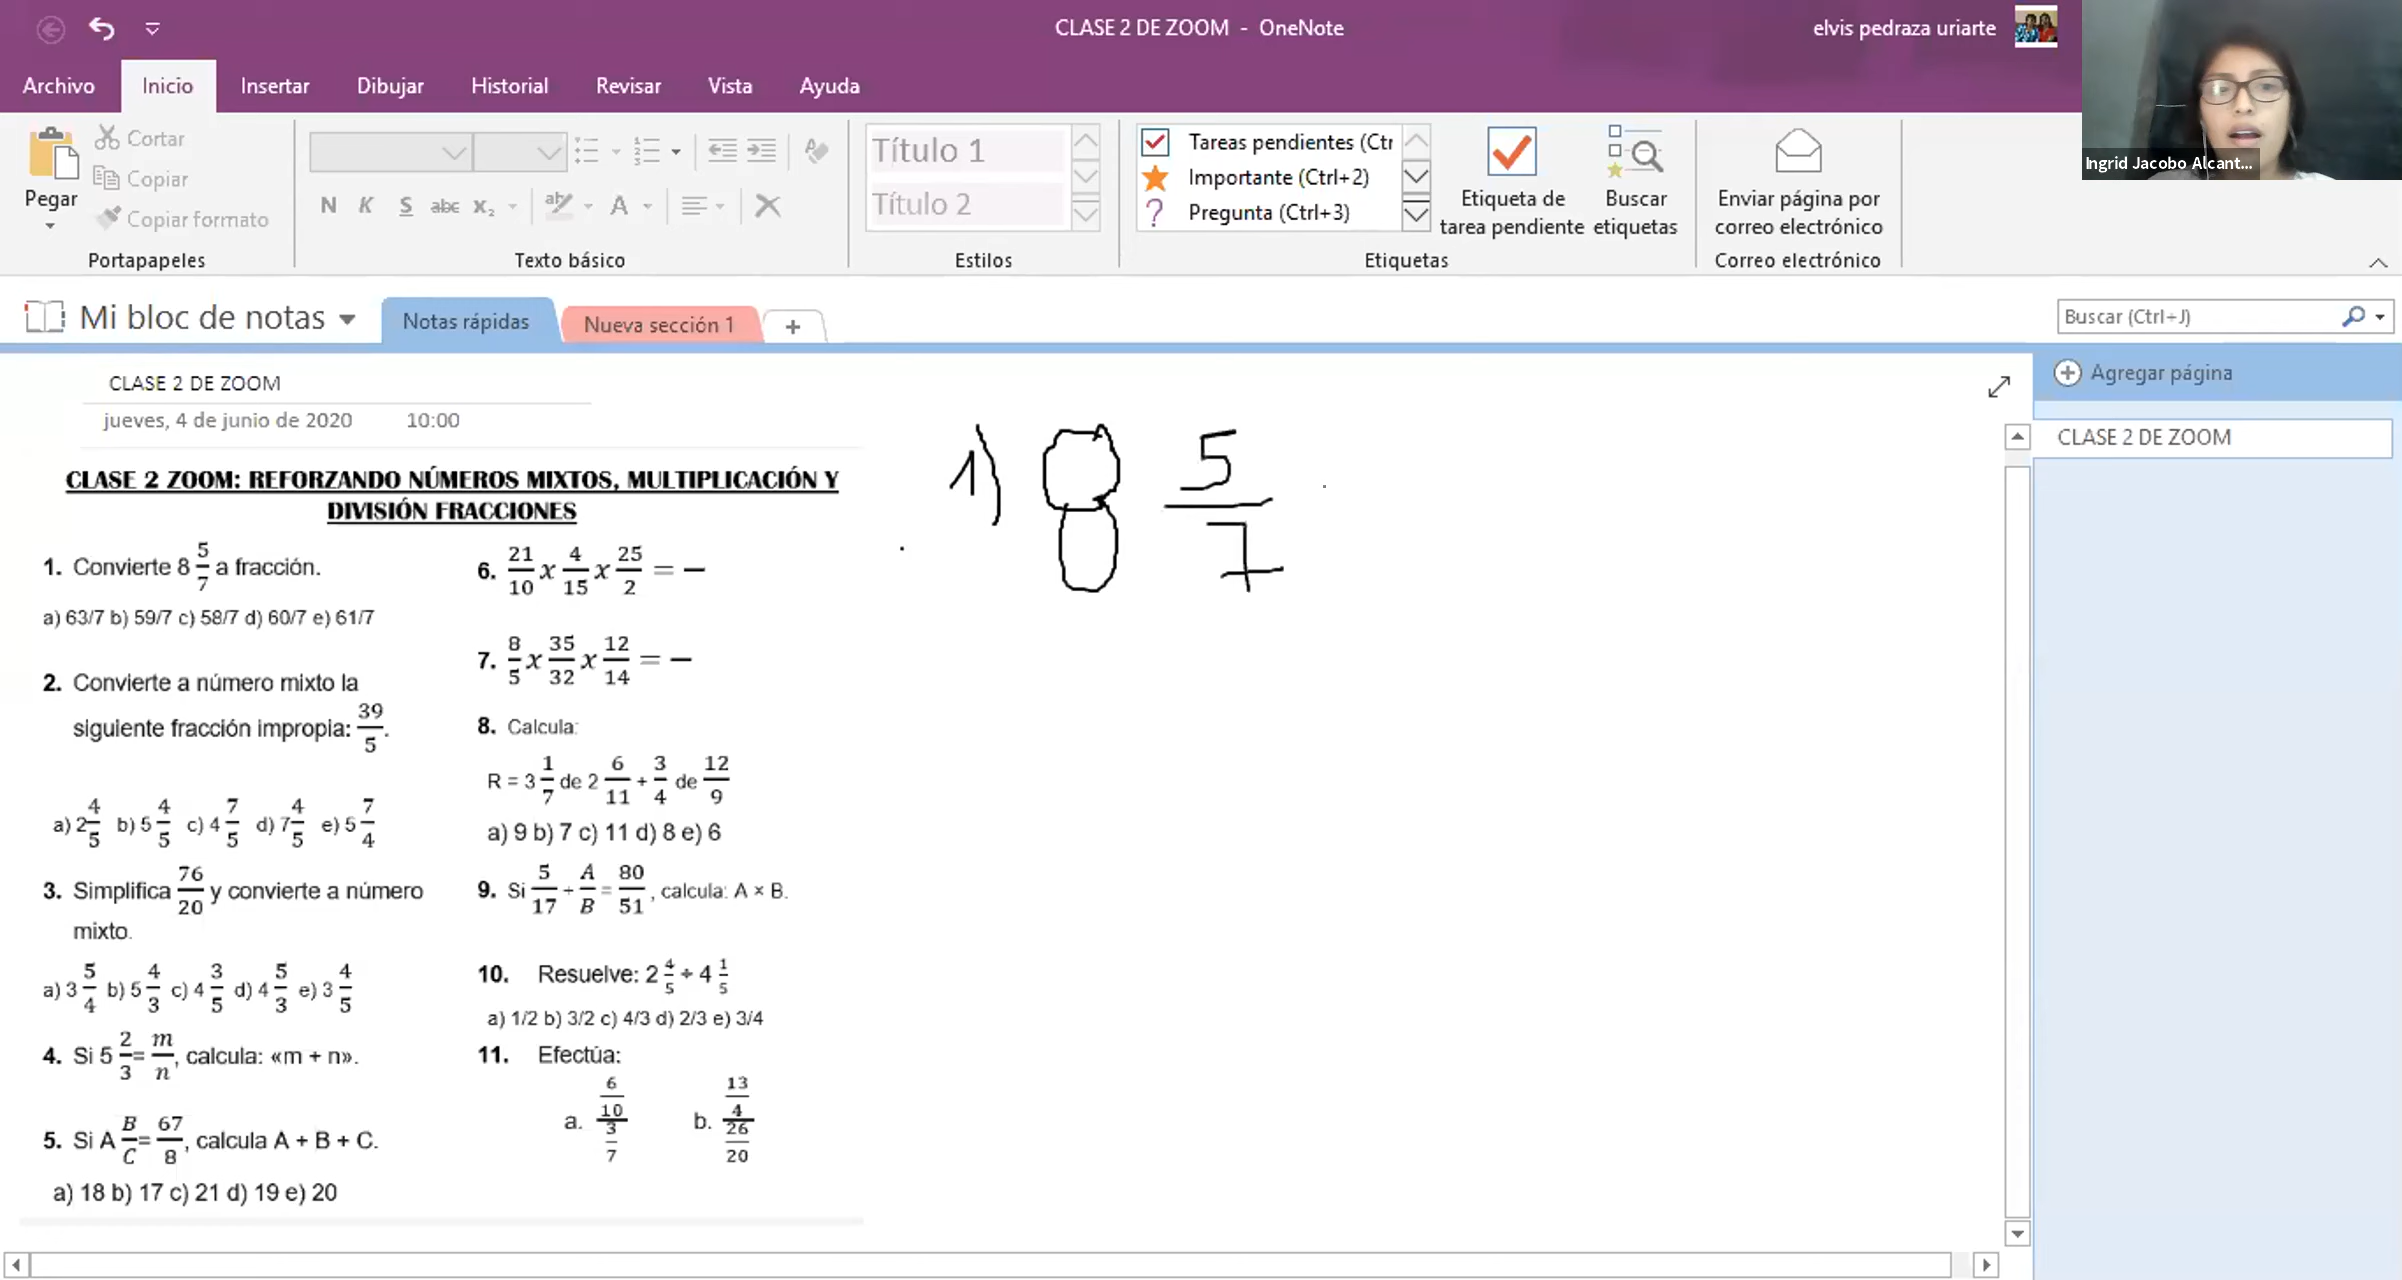 CLASE 2 DE ZOOM - OneNote
elvis pedraza uriarte
Ingrid Jacobo Alcant...
Archivo Inicio Insertar Dibujar Historial Revisar Vista Ayuda
Pegar
Cortar
Copiar
Copiar formato
Portapapeles
N K S abc x₂ A
Texto básico
Título 1
Título 2
Estilos
Tareas pendientes (Ctr
Importante (Ctrl+2)
Pregunta (Ctrl+3)
Etiqueta de
tarea pendiente
Buscar
etiquetas
Etiquetas
Enviar página por
correo electrónico
Correo electrónico
Mi bloc de notas
Notas rápidas
Nueva sección 1
+
Buscar (Ctrl+J)
Agregar página
CLASE 2 DE ZOOM
CLASE 2 DE ZOOM
jueves, 4 de junio de 2020 10:00
CLASE 2 ZOOM: REFORZANDO NÚMEROS MIXTOS, MULTIPLICACIÓN Y
DIVISIÓN FRACCIONES
1. Convierte 8 5/7 a fracción.
a) 63/7 b) 59/7 c) 58/7 d) 60/7 e) 61/7
2. Convierte a número mixto la
siguiente fracción impropia: 39/5.
a) 2 4/5 b) 5 4/5 c) 4 7/5 d) 7 4/5 e) 5 7/4
3. Simplifica 76/20 y convierte a número
mixto.
a) 3 5/4 b) 5 4/3 c) 4 3/5 d) 4 5/3 e) 3 4/5
4. Si 5 2/3 = m/n, calcula: «m + n».
5. Si A B/C = 67/8, calcula A + B + C.
a) 18 b) 17 c) 21 d) 19 e) 20
6. 21/10 x 4/15 x 25/2 = −
7. 8/5 x 35/32 x 12/14 = −
8. Calcula:
R = 3 1/7 de 2 6/11 + 3/4 de 12/9
a) 9 b) 7 c) 11 d) 8 e) 6
9. Si 5/17 ÷ A/B = 80/51, calcula: A × B.
10. Resuelve: 2 4/5 ÷ 4 1/5
a) 1/2 b) 3/2 c) 4/3 d) 2/3 e) 3/4
11. Efectúa:
a. 6/10 / 3/7 b. 13/4 / 26/20
1) 8 5/7